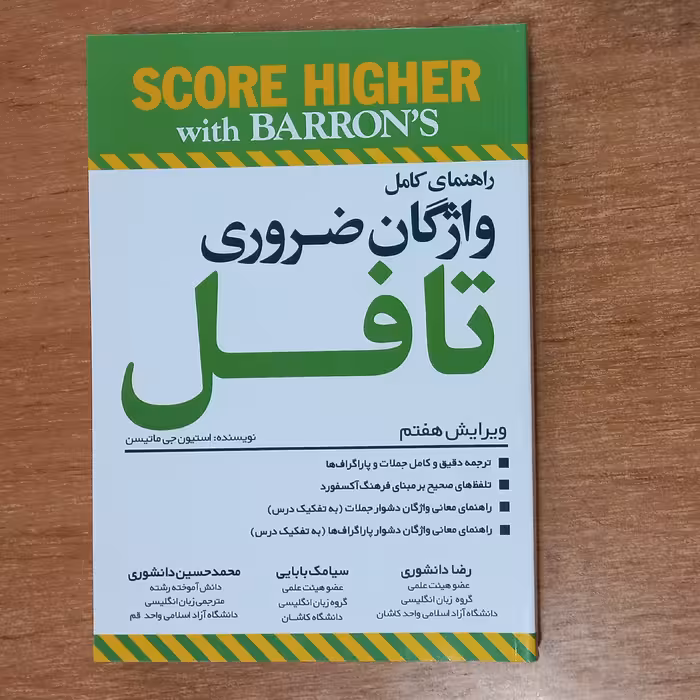 SCORE HIGHER
with BARRON'S
راهنمای کامل
واژگان ضروری
تافل
ویرایش هفتم
نویسنده: استیون جی ماتیسن
ترجمه دقیق و کامل جملات و پاراگراف‌ها
تلفظ‌های صحیح بر مبنای فرهنگ آکسفورد
راهنمای معانی واژگان دشوار جملات (به تفکیک درس)
راهنمای معانی واژگان دشوار پاراگراف‌ها (به تفکیک درس)
رضا دانشوری
عضو هیئت علمی
گروه زبان انگلیسی
دانشگاه آزاد اسلامی واحد کاشان
سیامک بابایی
عضو هیئت علمی
گروه زبان انگلیسی
دانشگاه کاشان
محمدحسین دانشوری
دانش آموخته رشته
مترجمی زبان انگلیسی
دانشگاه آزاد اسلامی واحد قم